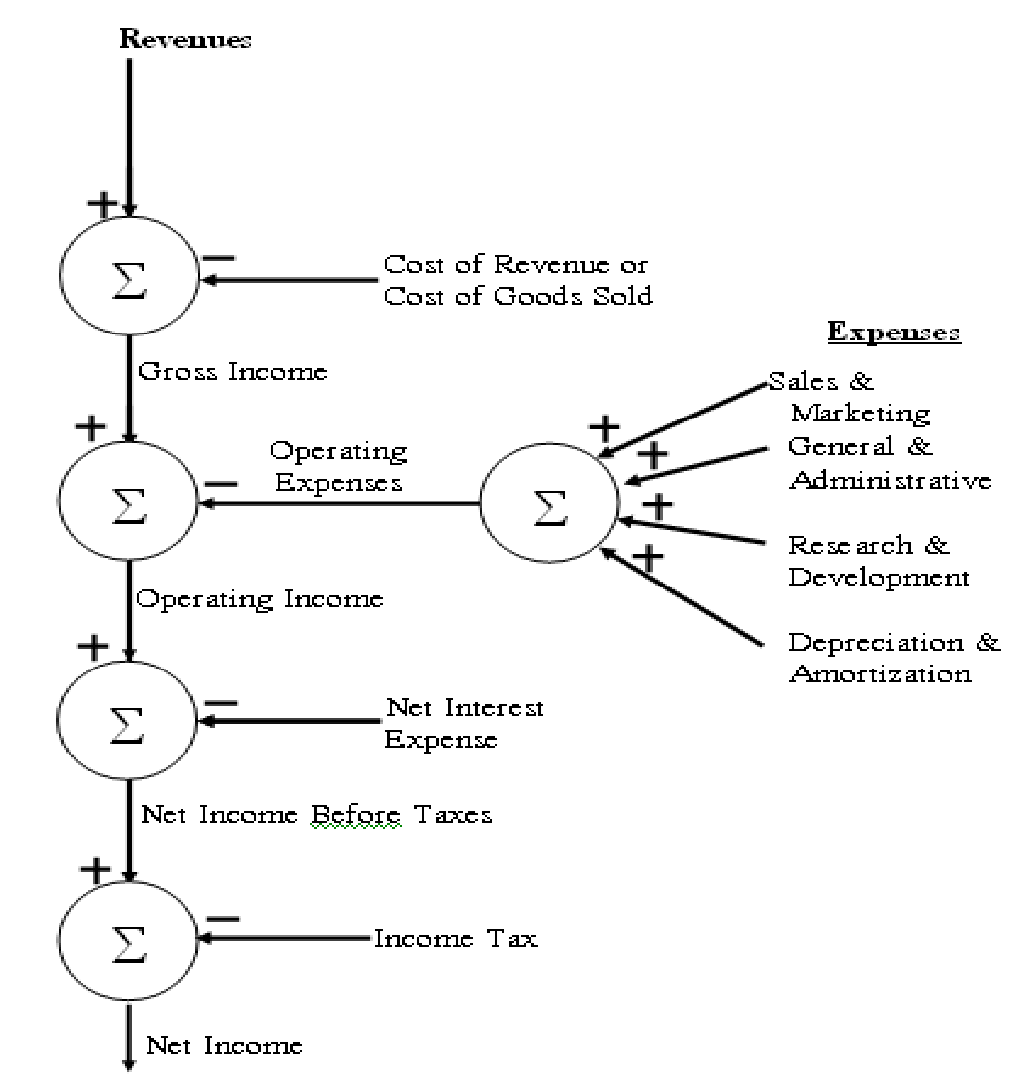 Revenues
+
Σ
−
Cost of Revenue or
Cost of Goods Sold
Expenses
Gross Income
Sales &
Marketing
+
+
+
General &
Administrative
Operating
Expenses
−
Σ
Σ
+
+
Research &
Development
Operating Income
Depreciation &
Amortization
+
−
Σ
Net Interest
Expense
Net Income Before Taxes
+
−
Σ
Income Tax
Net Income